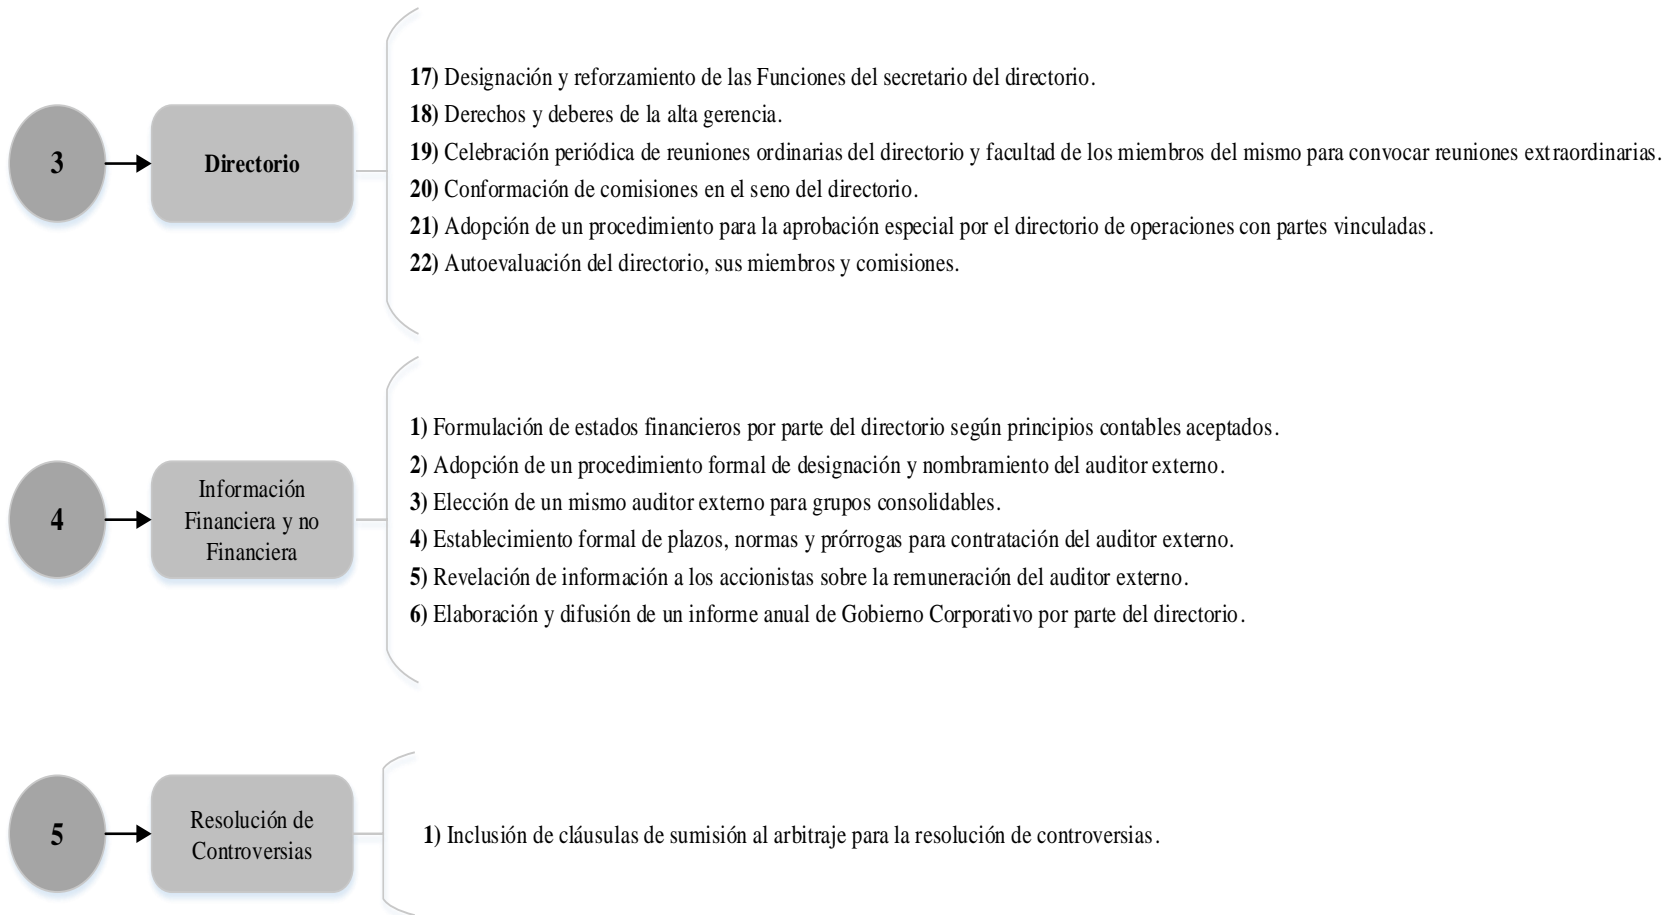 3
Directorio
17) Designación y reforzamiento de las Funciones del secretario del directorio.
18) Derechos y deberes de la alta gerencia.
19) Celebración periódica de reuniones ordinarias del directorio y facultad de los miembros del mismo para convocar reuniones extraordinarias.
20) Conformación de comisiones en el seno del directorio.
21) Adopción de un procedimiento para la aprobación especial por el directorio de operaciones con partes vinculadas.
22) Autoevaluación del directorio, sus miembros y comisiones.
4
Información
Financiera y no
Financiera
1) Formulación de estados financieros por parte del directorio según principios contables aceptados.
2) Adopción de un procedimiento formal de designación y nombramiento del auditor externo.
3) Elección de un mismo auditor externo para grupos consolidables.
4) Establecimiento formal de plazos, normas y prórrogas para contratación del auditor externo.
5) Revelación de información a los accionistas sobre la remuneración del auditor externo.
6) Elaboración y difusión de un informe anual de Gobierno Corporativo por parte del directorio.
5
Resolución de
Controversias
1) Inclusión de cláusulas de sumisión al arbitraje para la resolución de controversias.